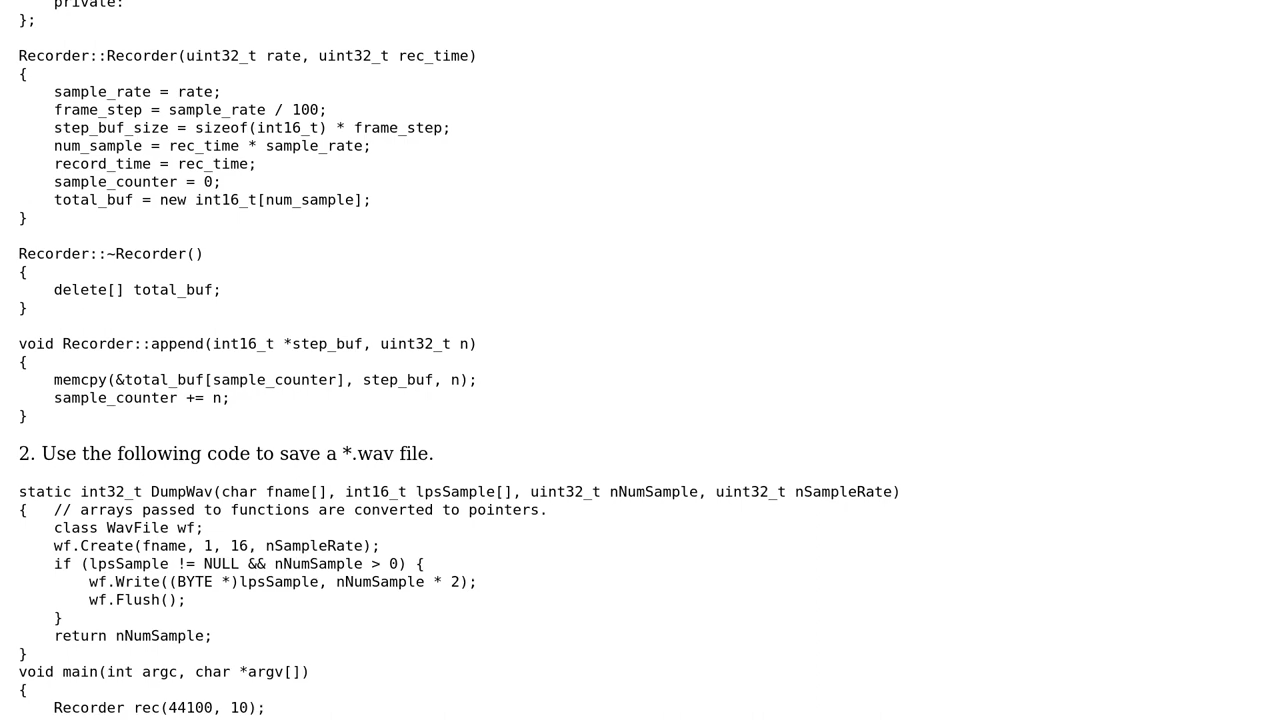 private:
};
Recorder::Recorder(uint32_t rate, uint32_t rec_time)
{
    sample_rate = rate;
    frame_step = sample_rate / 100;
    step_buf_size = sizeof(int16_t) * frame_step;
    num_sample = rec_time * sample_rate;
    record_time = rec_time;
    sample_counter = 0;
    total_buf = new int16_t[num_sample];
}
Recorder::~Recorder()
{
    delete[] total_buf;
}
void Recorder::append(int16_t *step_buf, uint32_t n)
{
    memcpy(&total_buf[sample_counter], step_buf, n);
    sample_counter += n;
}
2. Use the following code to save a *.wav file.
static int32_t DumpWav(char fname[], int16_t lpsSample[], uint32_t nNumSample, uint32_t nSampleRate)
{   // arrays passed to functions are converted to pointers.
    class WavFile wf;
    wf.Create(fname, 1, 16, nSampleRate);
    if (lpsSample != NULL && nNumSample > 0) {
        wf.Write((BYTE *)lpsSample, nNumSample * 2);
        wf.Flush();
    }
    return nNumSample;
}
void main(int argc, char *argv[])
{
    Recorder rec(44100, 10);